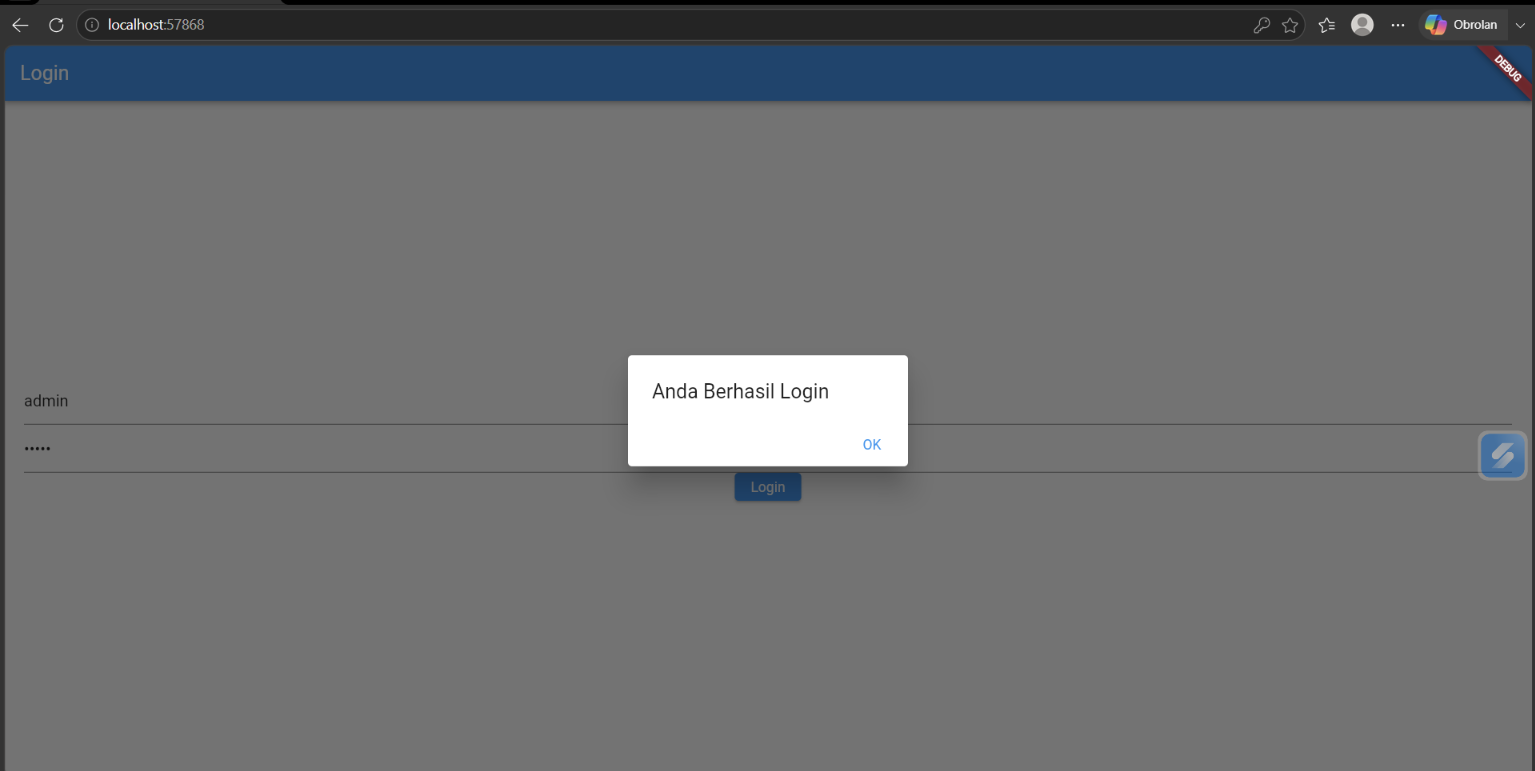 localhost:57868
Obrolan
Login
DEBUG
Anda Berhasil Login
admin
•••••
OK
Login